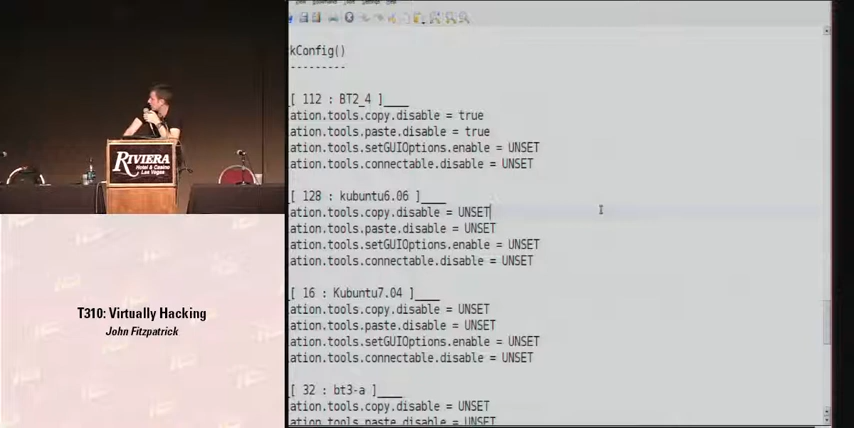 RIVIERA
Hotel & Casino
Las Vegas
T310: Virtually Hacking
John Fitzpatrick
kConfig()
---------
[ 112 : BT2_4 ]____
ation.tools.copy.disable = true
ation.tools.paste.disable = true
ation.tools.setGUIOptions.enable = UNSET
ation.tools.connectable.disable = UNSET
[ 128 : kubuntu6.06 ]____
ation.tools.copy.disable = UNSET
ation.tools.paste.disable = UNSET
ation.tools.setGUIOptions.enable = UNSET
ation.tools.connectable.disable = UNSET
[ 16 : Kubuntu7.04 ]____
ation.tools.copy.disable = UNSET
ation.tools.paste.disable = UNSET
ation.tools.setGUIOptions.enable = UNSET
ation.tools.connectable.disable = UNSET
[ 32 : bt3-a ]____
ation.tools.copy.disable = UNSET
ation.tools.paste.disable = UNSET